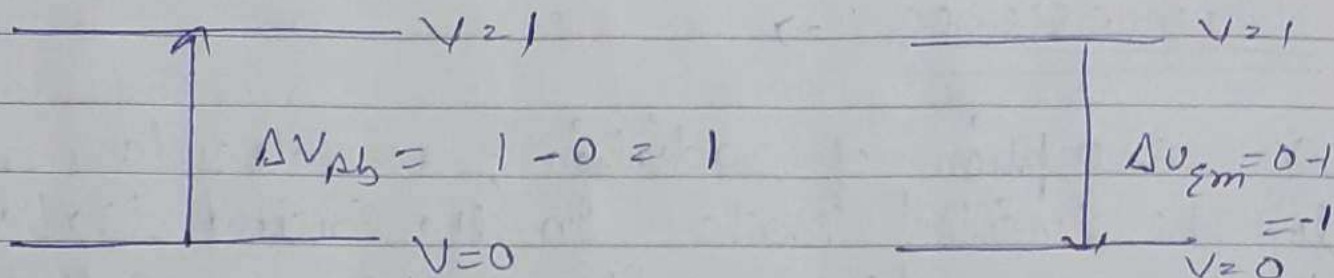 V=1
V=1
ΔV_Ab = 1-0 = 1
Δv_Em = 0-1
=-1
V=0
V=0